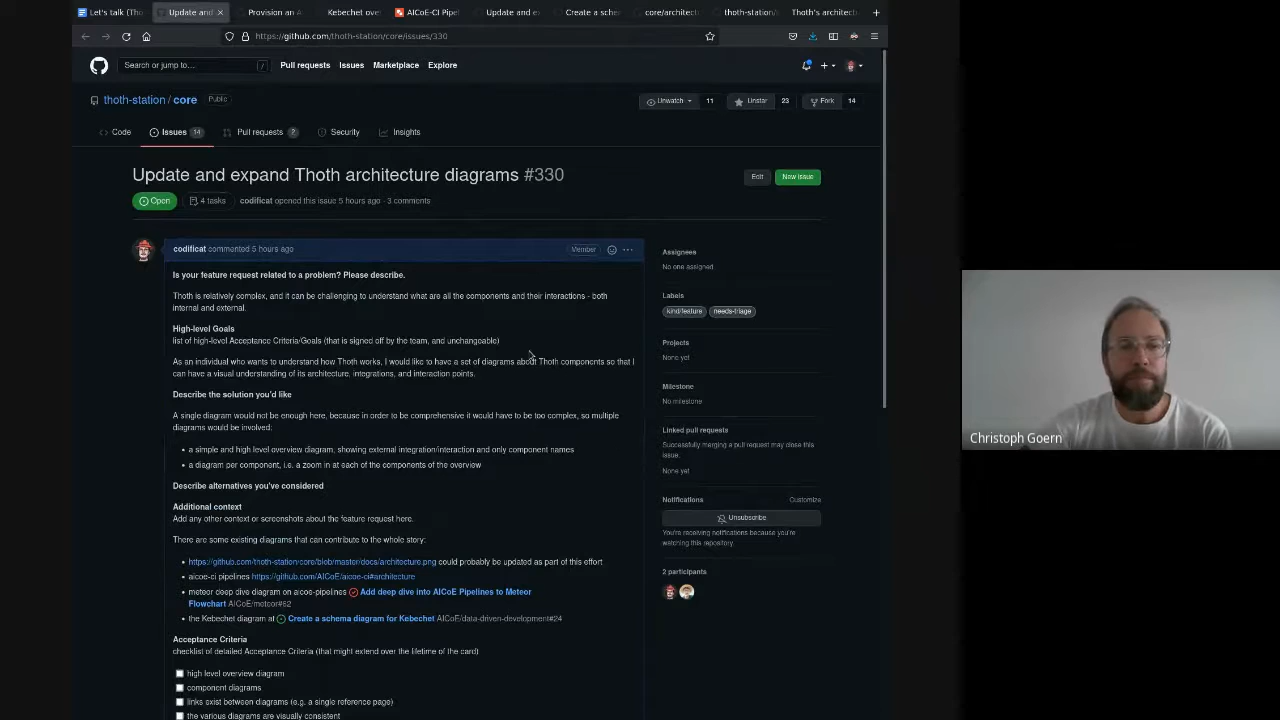 Let's talk (Tho
Update and
Provision an A
Kebechet ove
AICoE-CI Pipel
Update and e
Create a scher
core/architect
thoth-station/
Thoth's architect
https://github.com/thoth-station/core/issues/330
Search or jump to...
/
Pull requests
Issues
Marketplace
Explore
thoth-station / core
Public
Unwatch
11
Unstar
23
Fork
14
Code
Issues 14
Pull requests 2
Security
Insights
Update and expand Thoth architecture diagrams #330
Edit
New issue
Open
4 tasks
codificat opened this issue 5 hours ago · 3 comments
codificat commented 5 hours ago
Member
Is your feature request related to a problem? Please describe.
Thoth is relatively complex, and it can be challenging to understand what are all the components and their interactions - both
internal and external.
High-level Goals
list of high-level Acceptance Criteria/Goals (that is signed off by the team, and unchangeable)
As an individual who wants to understand how Thoth works, I would like to have a set of diagrams about Thoth components so that I
can have a visual understanding of its architecture, integrations, and interaction points.
Describe the solution you'd like
A single diagram would not be enough here, because in order to be comprehensive it would have to be too complex, so multiple
diagrams would be involved:
a simple and high level overview diagram, showing external integration/interaction and only component names
a diagram per component, i.e. a zoom in at each of the components of the overview
Describe alternatives you've considered
Additional context
Add any other context or screenshots about the feature request here.
There are some existing diagrams that can contribute to the whole story:
https://github.com/thoth-station/core/blob/master/docs/architecture.png could probably be updated as part of this effort
aicoe-ci pipelines https://github.com/AICoE/aicoe-ci#architecture
meteor deep dive diagram on aicoe-pipelines Add deep dive into AICoE Pipelines to Meteor
Flowchart AICoE/meteor#62
the Kebechet diagram at Create a schema diagram for Kebechet AICoE/data-driven-development#24
Acceptance Criteria
checklist of detailed Acceptance Criteria (that might extend over the lifetime of the card)
high level overview diagram
component diagrams
links exist between diagrams (e.g. a single reference page)
the various diagrams are visually consistent
Assignees
No one assigned
Labels
kind/feature
needs-triage
Projects
None yet
Milestone
No milestone
Linked pull requests
Successfully merging a pull request may close this
issue.
None yet
Notifications
Customize
Unsubscribe
You're receiving notifications because you're
watching this repository.
2 participants
Christoph Goern